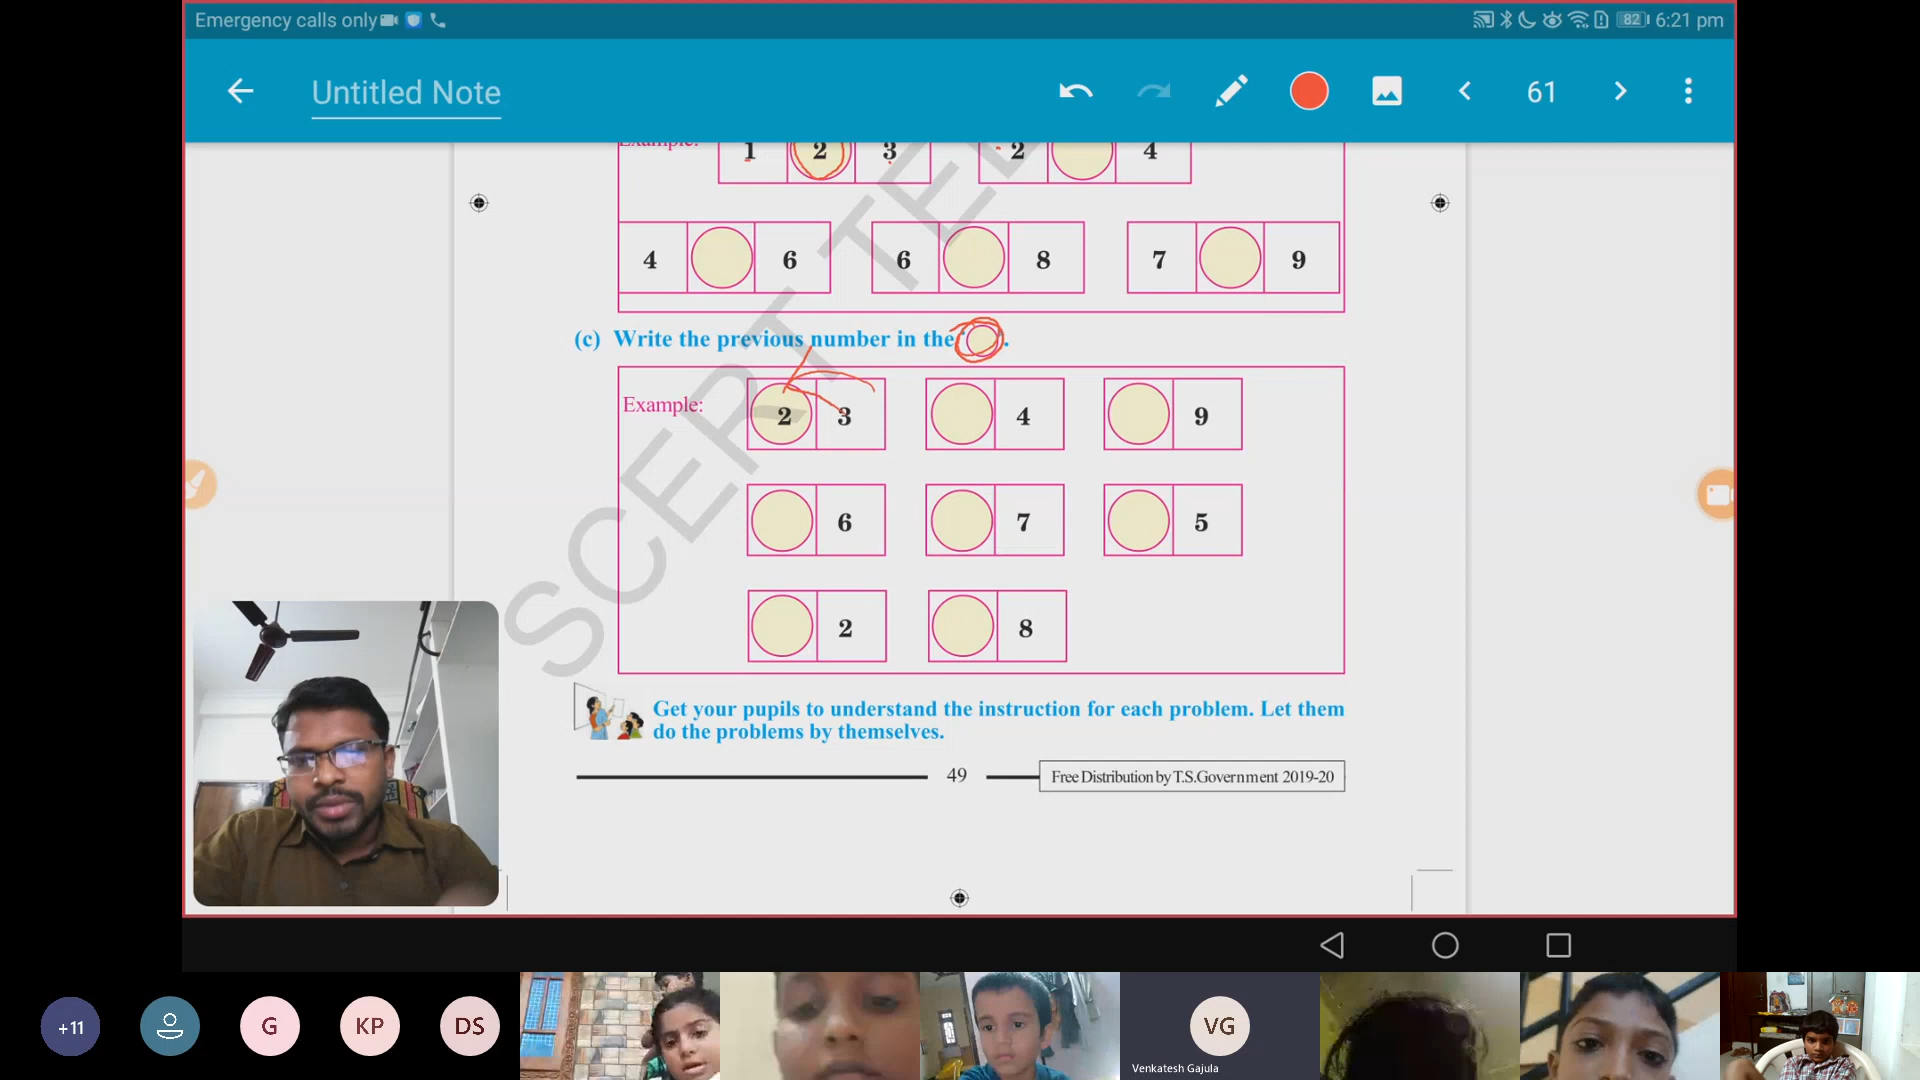 Emergency calls only
82 6:21 pm
Untitled Note
61
Example:
1 2 3
2 4
4 6
6 8
7 9
(c) Write the previous number in the .
Example:
2 3
4
9
6
7
5
2
8
Get your pupils to understand the instruction for each problem. Let them
do the problems by themselves.
49
Free Distribution by T.S.Government 2019-20
SCERT TEL
+11
G
KP
DS
VG
Venkatesh Gajula